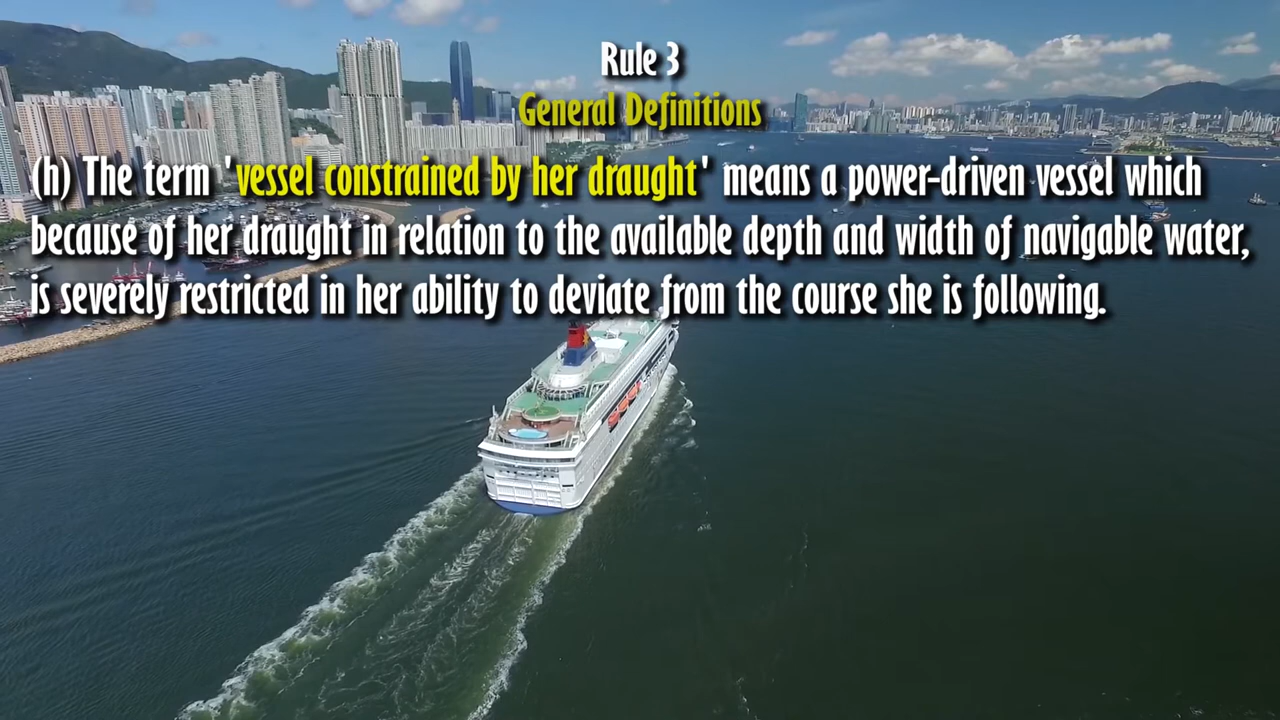 Rule 3
General Definitions
(h) The term 'vessel constrained by her draught' means a power-driven vessel which
because of her draught in relation to the available depth and width of navigable water,
is severely restricted in her ability to deviate from the course she is following.